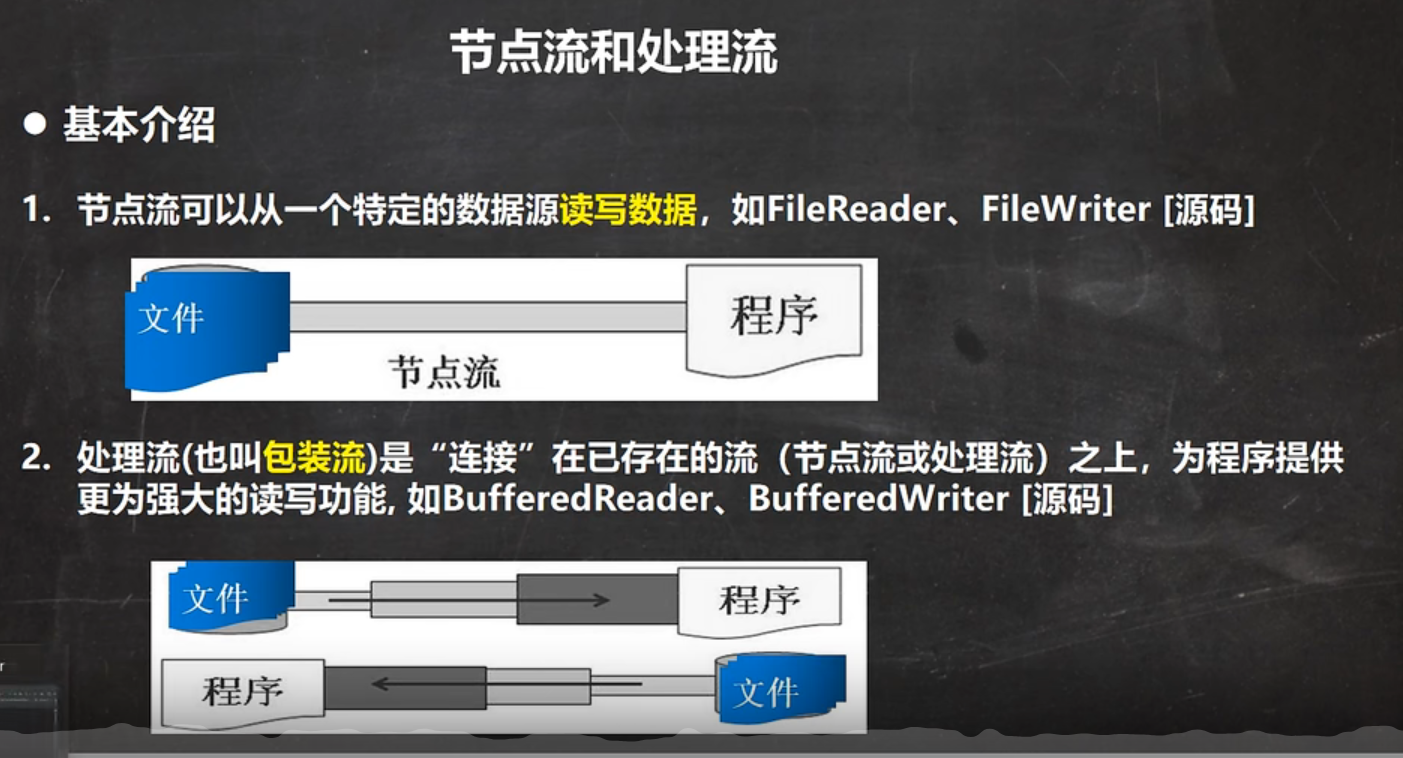 节点流和处理流
● 基本介绍
1. 节点流可以从一个特定的数据源读写数据，如FileReader、FileWriter [源码]
文件
程序
节点流
2. 处理流(也叫包装流)是“连接”在已存在的流（节点流或处理流）之上，为程序提供
更为强大的读写功能, 如BufferedReader、BufferedWriter [源码]
文件
程序
程序
文件
r